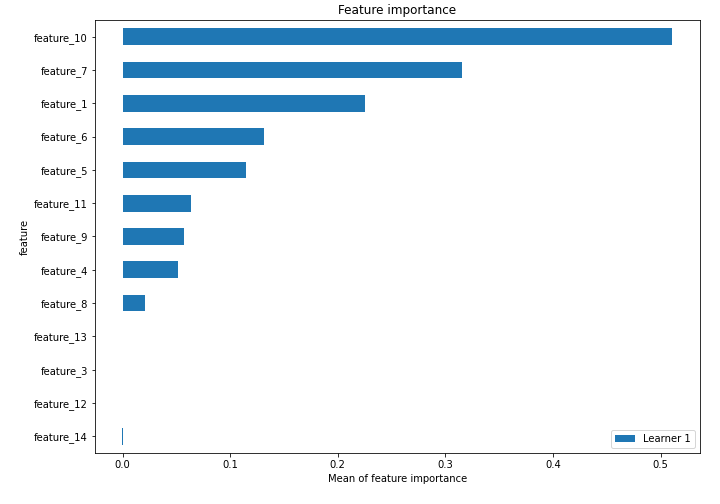 Feature importance
feature_10
feature_7
feature_1
feature_6
feature_5
feature_11
feature_9
feature_4
feature_8
feature_13
feature_3
feature_12
feature_14
feature
Learner 1
0.0 0.1 0.2 0.3 0.4 0.5
Mean of feature importance